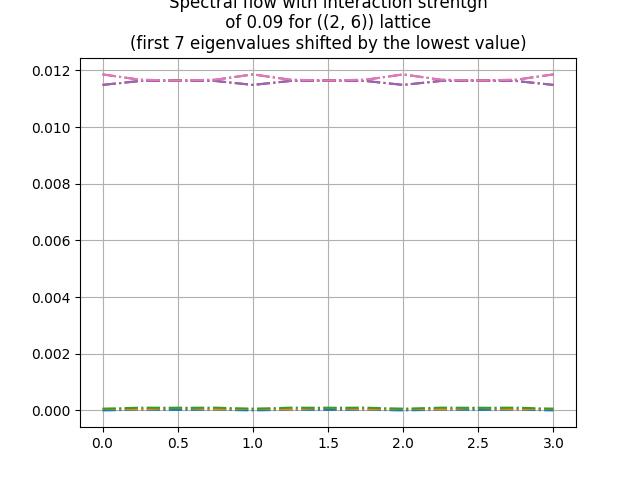 Spectral flow with interaction strentgh
of 0.09 for ((2, 6)) lattice
(first 7 eigenvalues shifted by the lowest value)
0.012
0.010
0.008
0.006
0.004
0.002
0.000
0.0 0.5 1.0 1.5 2.0 2.5 3.0